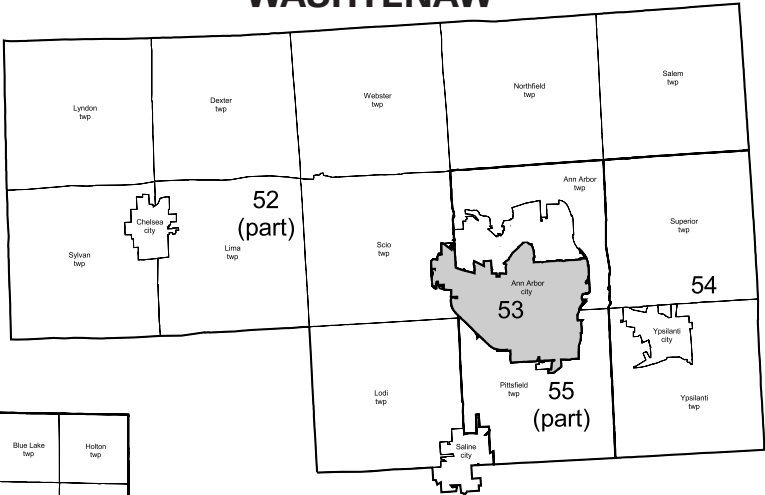 WASHTENAW
Lyndon
twp
Dexter
twp
Webster
twp
Northfield
twp
Salem
twp
Ann Arbor
twp
52
(part)
Chelsea
city
Sylvan
twp
Lima
twp
Scio
twp
Superior
twp
Ann Arbor
city
53
54
Ypsilanti
city
Lodi
twp
Pittsfield
twp
55
(part)
Ypsilanti
twp
Saline
city
Blue Lake
twp
Holton
twp